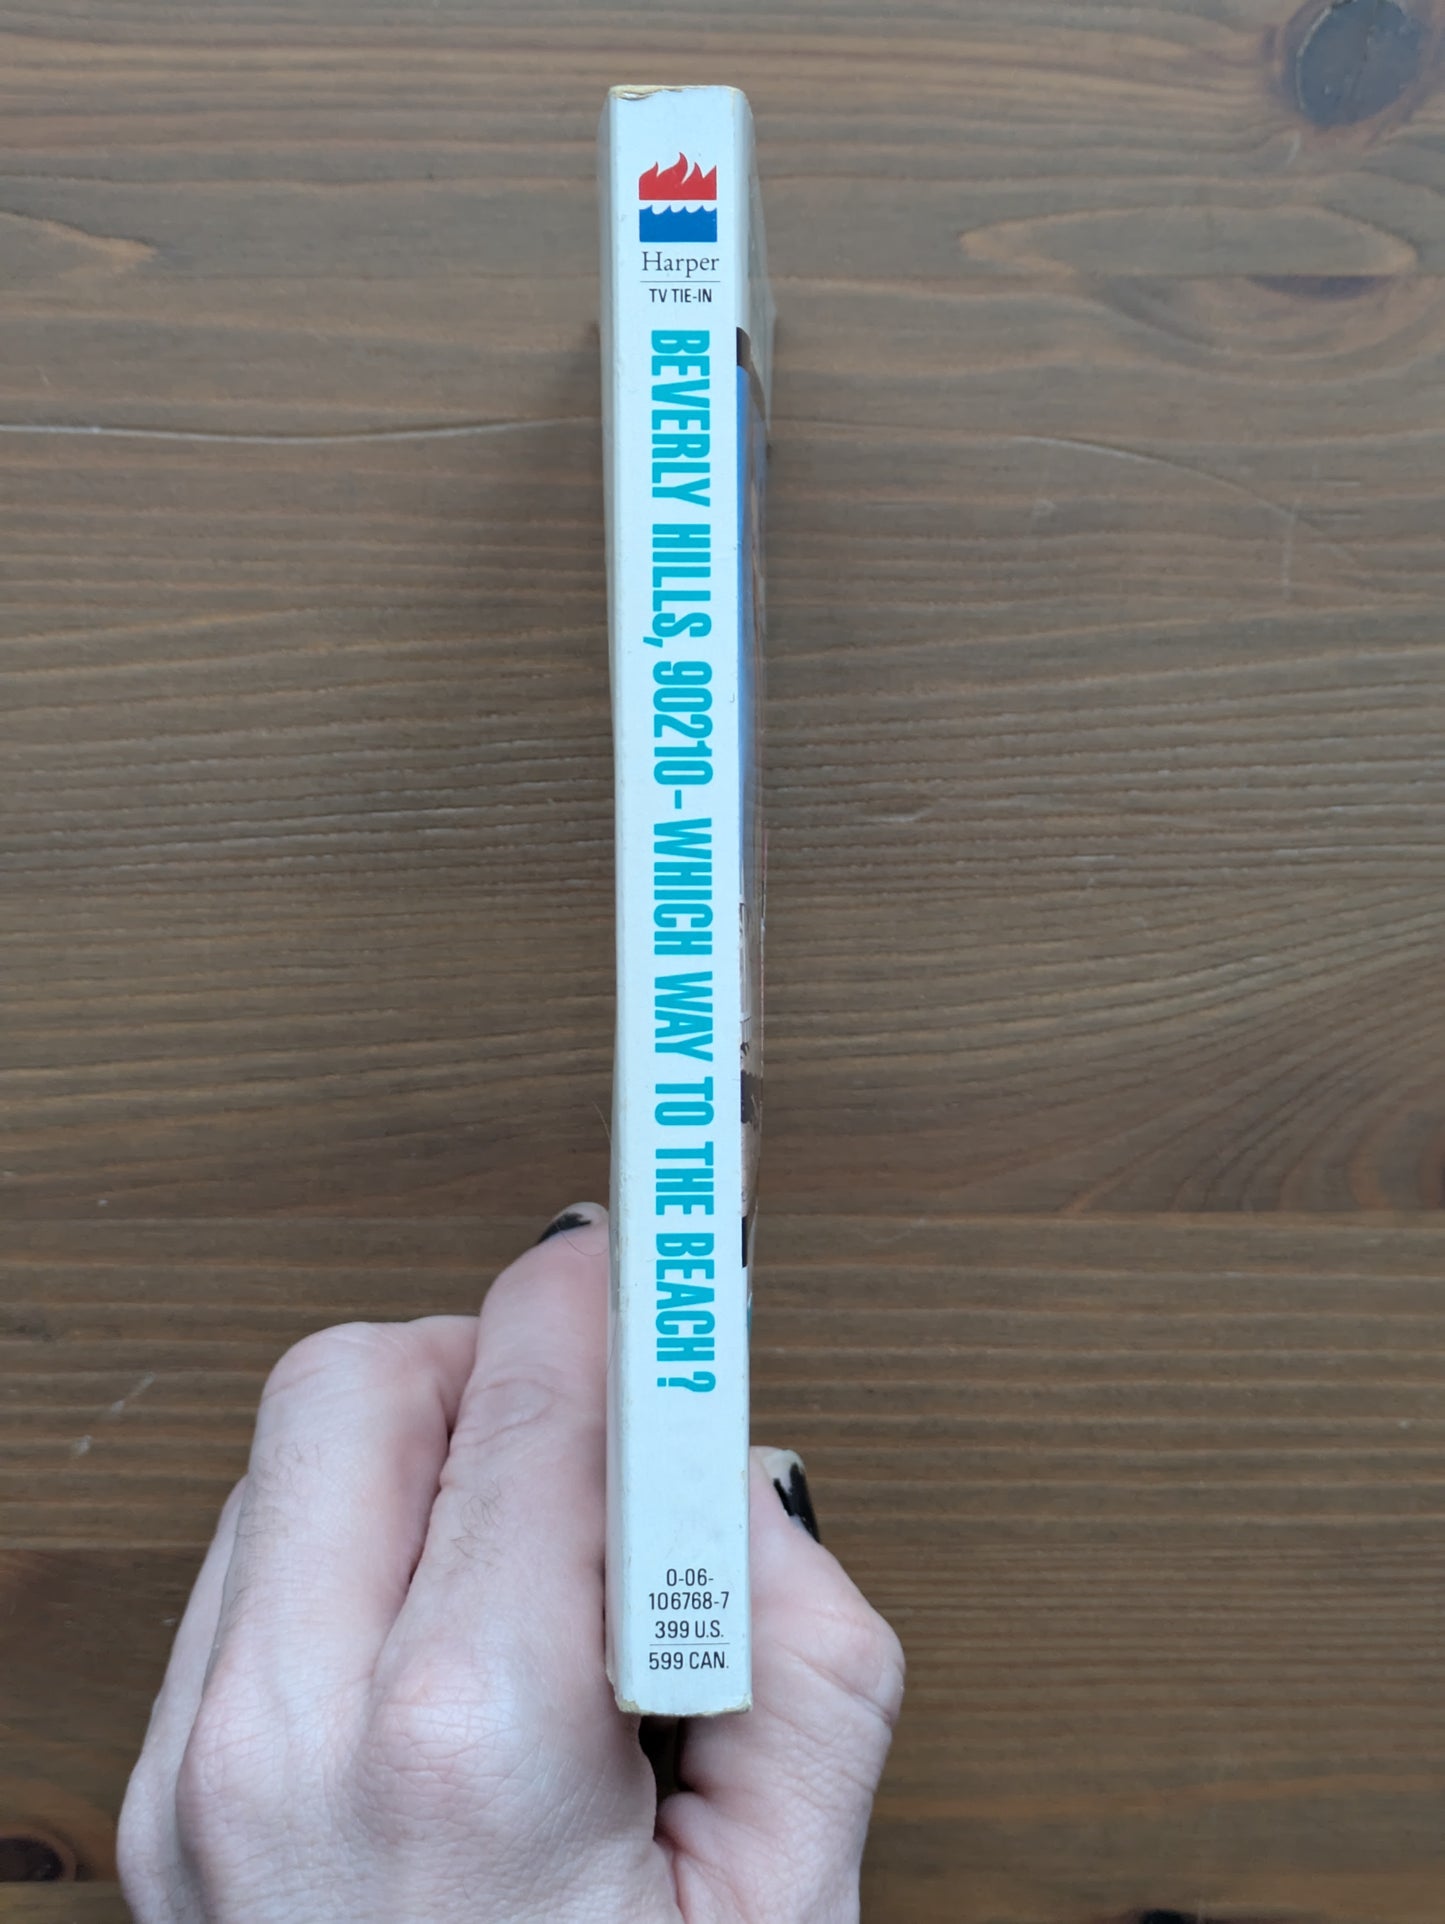 Harper
TV TIE-IN
BEVERLY HILLS, 90210-WHICH WAY TO THE BEACH?
0-06-
106768-7
399 U.S.
599 CAN.